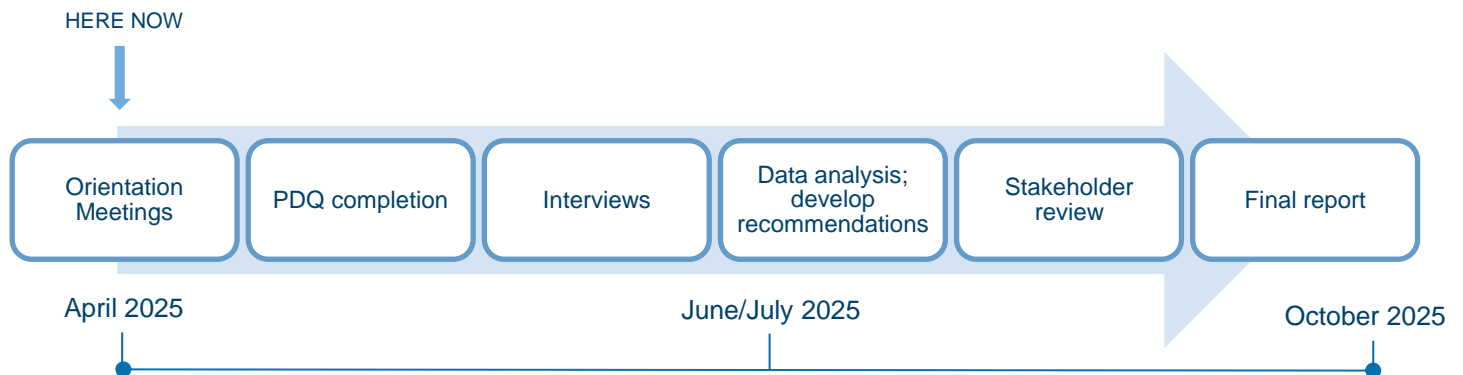 HERE NOW
Orientation
Meetings
PDQ completion
Interviews
Data analysis;
develop
recommendations
Stakeholder
review
Final report
April 2025
June/July 2025
October 2025